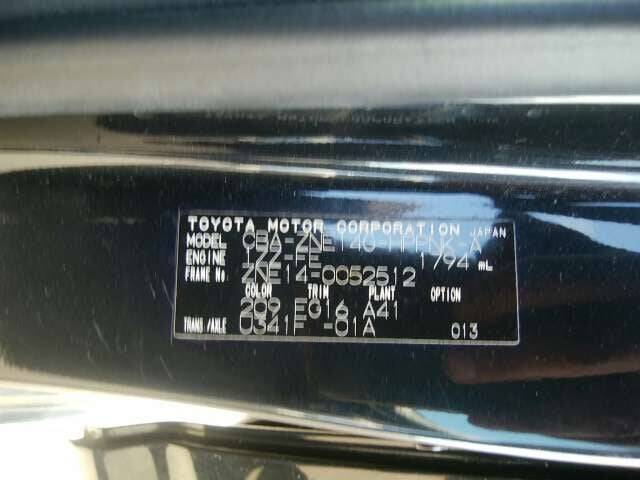 TOYOTA MOTOR CORPORATION JAPAN
MODEL CBA-ZNE14G-HPFNK-A
ENGINE 1ZZ-FE 1794 mL
FRAME No ZNE14-0052512
COLOR TRIM PLANT OPTION
209 EG16 A41
TRANS/AXLE U341F -01A 013